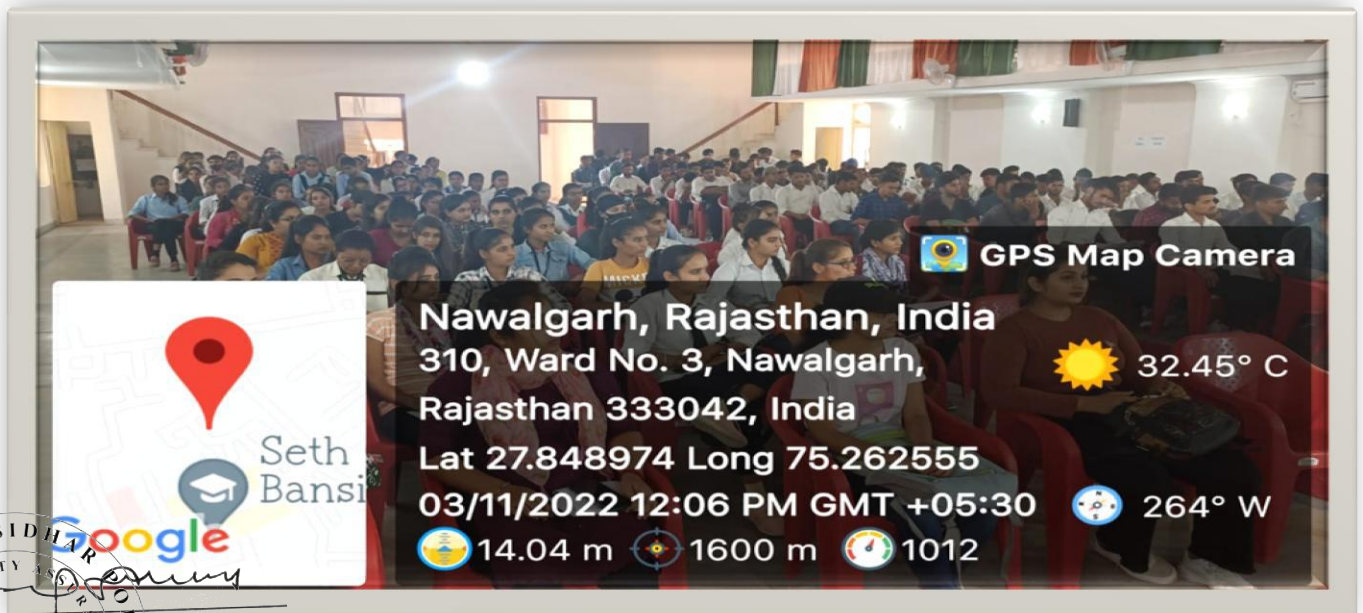 GPS Map Camera
Nawalgarh, Rajasthan, India
310, Ward No. 3, Nawalgarh,
Rajasthan 333042, India
32.45° C
Lat 27.848974 Long 75.262555
03/11/2022 12:06 PM GMT +05:30
264° W
14.04 m 1600 m 1012
Seth
Bansi
Google
SIDHAR